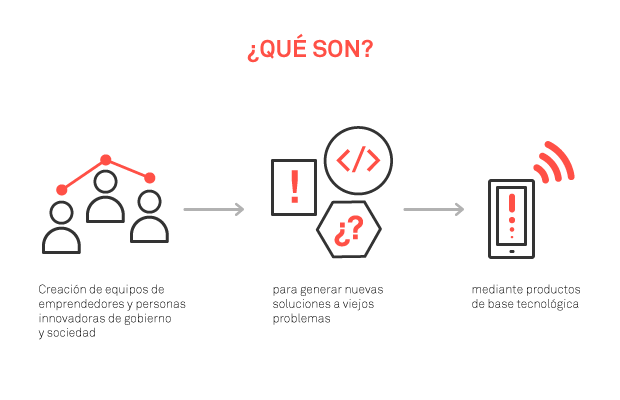 ¿QUÉ SON?
!
</>
¿?
Creación de equipos de
emprendedores y personas
innovadoras de gobierno
y sociedad
para generar nuevas
soluciones a viejos
problemas
mediante productos
de base tecnológica